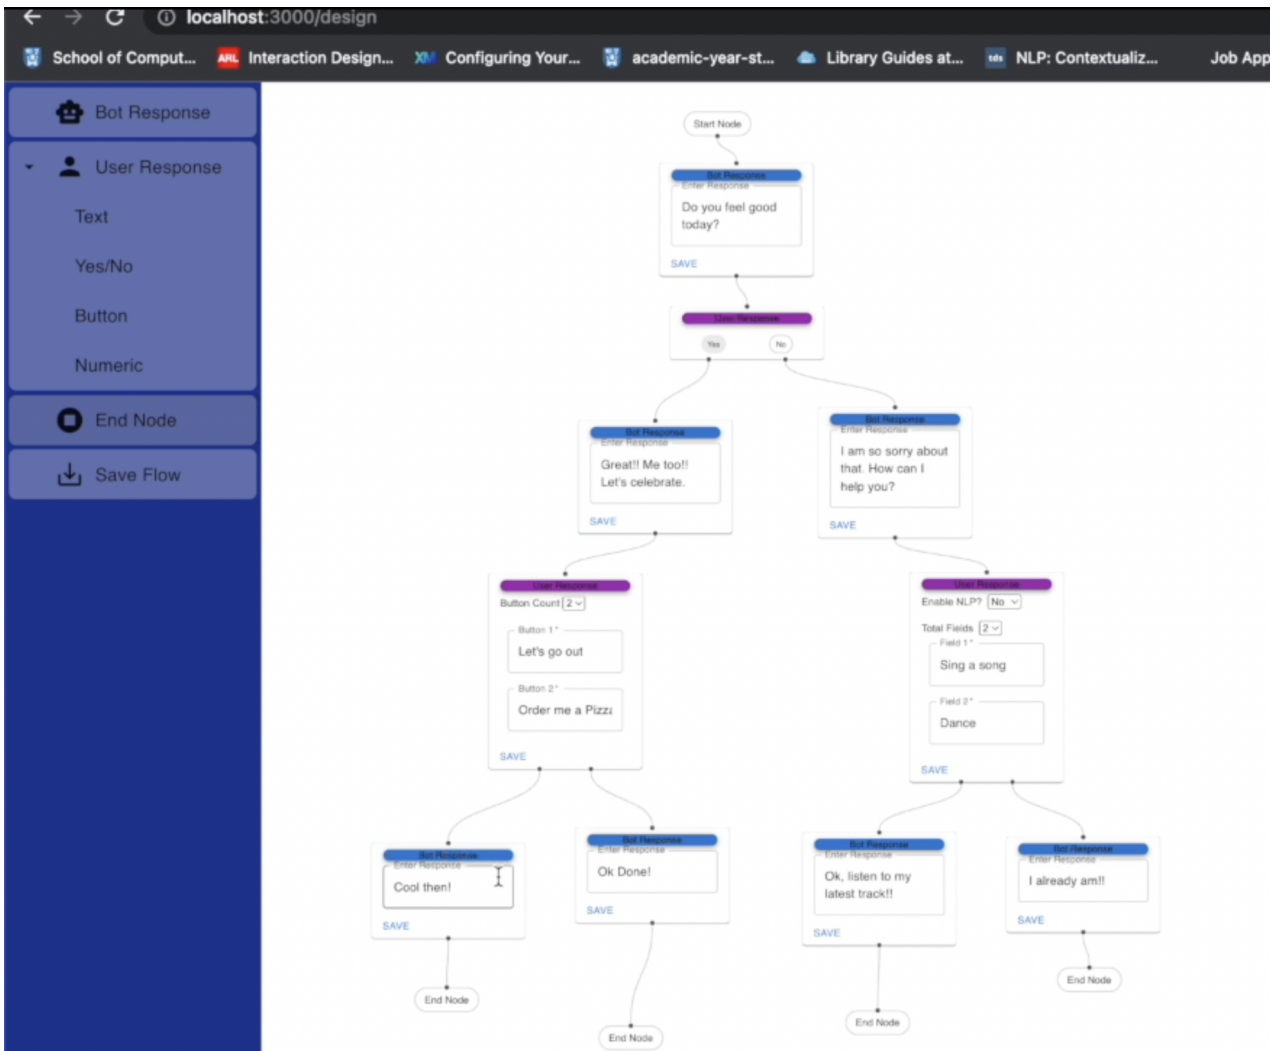 localhost:3000/design
School of Comput...
ARL Interaction Design...
XM Configuring Your...
academic-year-st...
Library Guides at...
tds NLP: Contextualiz...
Job App
Bot Response
User Response
Text
Yes/No
Button
Numeric
End Node
Save Flow
Start Node
Bot Response
Enter Response
Do you feel good
today?
SAVE
User Response
Yes
No
Bot Response
Enter Response
Great!! Me too!!
Let's celebrate.
SAVE
Bot Response
Enter Response
I am so sorry about
that. How can I
help you?
SAVE
User Response
Button Count 2
Button 1*
Let's go out
Button 2*
Order me a Pizza
SAVE
User Response
Enable NLP? No
Total Fields 2
Field 1*
Sing a song
Field 2*
Dance
SAVE
Bot Response
Enter Response
Cool then!
SAVE
End Node
Bot Response
Enter Response
Ok Done!
SAVE
End Node
Bot Response
Enter Response
Ok, listen to my
latest track!!
SAVE
End Node
Bot Response
Enter Response
I already am!!
SAVE
End Node